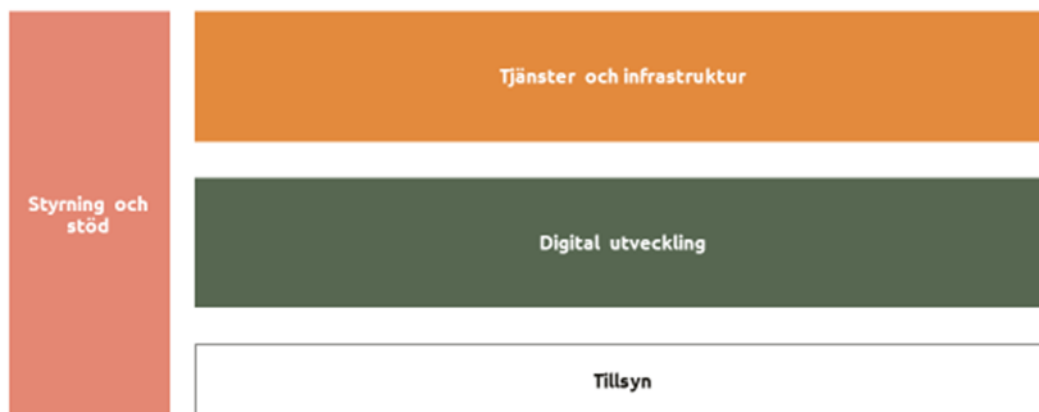 Styrning och
stöd
Tjänster och infrastruktur
Digital utveckling
Tillsyn